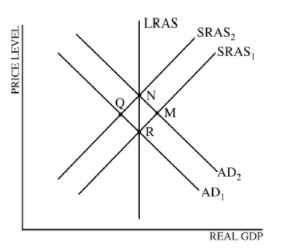 LRAS
SRAS2
SRAS1
PRICE LEVEL
Q
N
M
R
AD2
AD1
REAL GDP